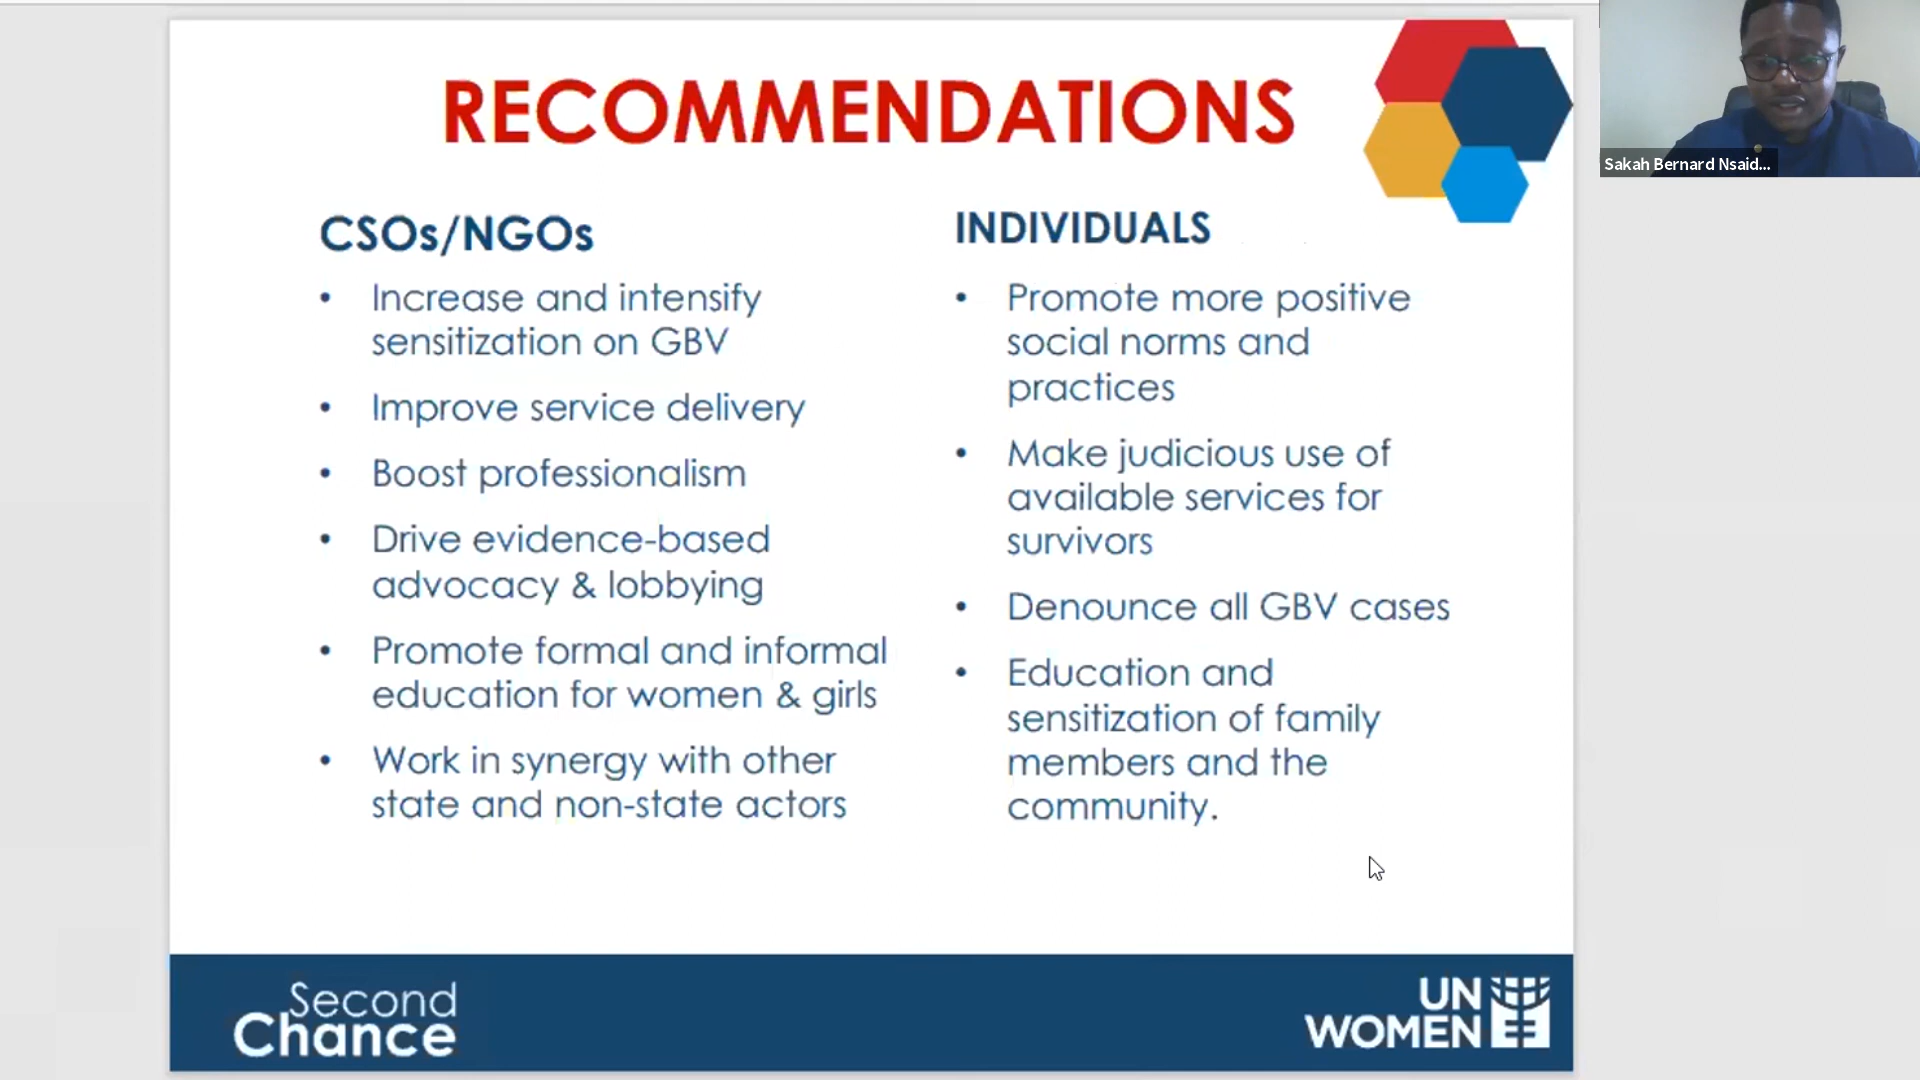 RECOMMENDATIONS
CSOs/NGOs
• Increase and intensify
sensitization on GBV
• Improve service delivery
• Boost professionalism
• Drive evidence-based
advocacy & lobbying
• Promote formal and informal
education for women & girls
• Work in synergy with other
state and non-state actors
INDIVIDUALS
• Promote more positive
social norms and
practices
• Make judicious use of
available services for
survivors
• Denounce all GBV cases
• Education and
sensitization of family
members and the
community.
Second
Chance
UN
WOMEN
Sakah Bernard Nsaid...